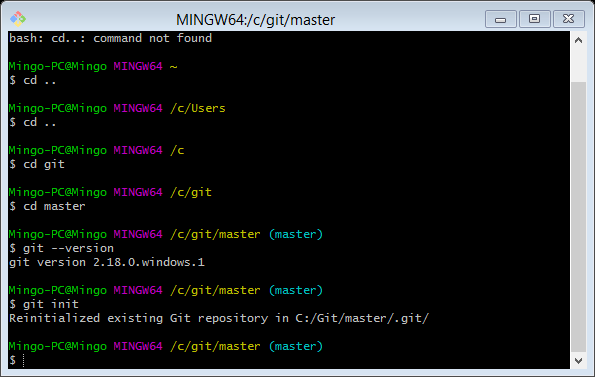 MINGW64:/c/git/master
bash: cd..: command not found
Mingo-PC@Mingo MINGW64 ~
$ cd ..
Mingo-PC@Mingo MINGW64 /c/Users
$ cd ..
Mingo-PC@Mingo MINGW64 /c
$ cd git
Mingo-PC@Mingo MINGW64 /c/git
$ cd master
Mingo-PC@Mingo MINGW64 /c/git/master (master)
$ git --version
git version 2.18.0.windows.1
Mingo-PC@Mingo MINGW64 /c/git/master (master)
$ git init
Reinitialized existing Git repository in C:/Git/master/.git/
Mingo-PC@Mingo MINGW64 /c/git/master (master)
$